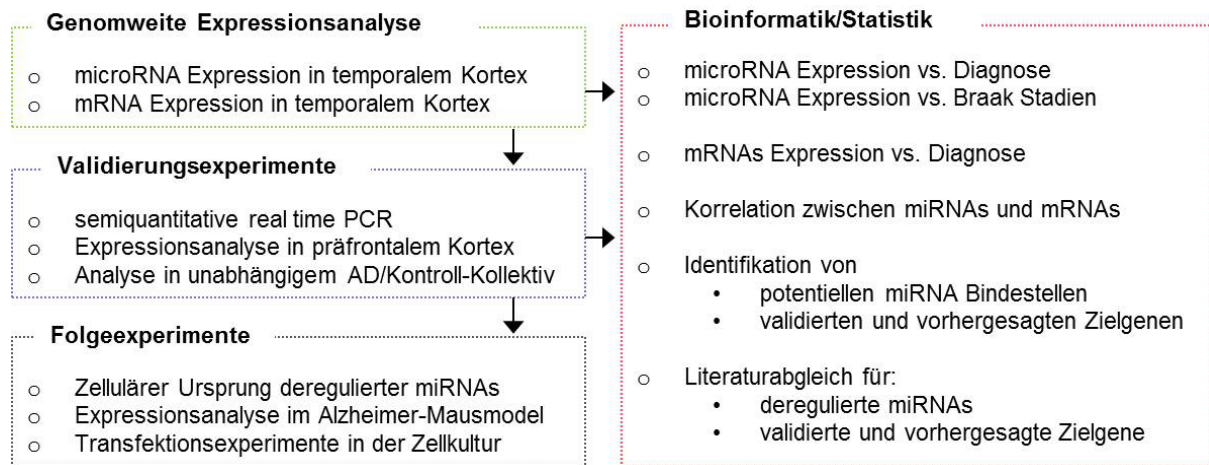 Genomweite Expressionsanalyse
o microRNA Expression in temporalem Kortex
o mRNA Expression in temporalem Kortex
Validierungsexperimente
o semiquantitative real time PCR
o Expressionsanalyse in präfrontalem Kortex
o Analyse in unabhängigem AD/Kontroll-Kollektiv
Folgeexperimente
o Zellulärer Ursprung deregulierter miRNAs
o Expressionsanalyse im Alzheimer-Mausmodel
o Transfektionsexperimente in der Zellkultur
Bioinformatik/Statistik
o microRNA Expression vs. Diagnose
o microRNA Expression vs. Braak Stadien
o mRNAs Expression vs. Diagnose
o Korrelation zwischen miRNAs und mRNAs
o Identifikation von
• potentiellen miRNA Bindestellen
• validierten und vorhergesagten Zielgenen
o Literaturabgleich für:
• deregulierte miRNAs
• validierte und vorhergesagte Zielgene